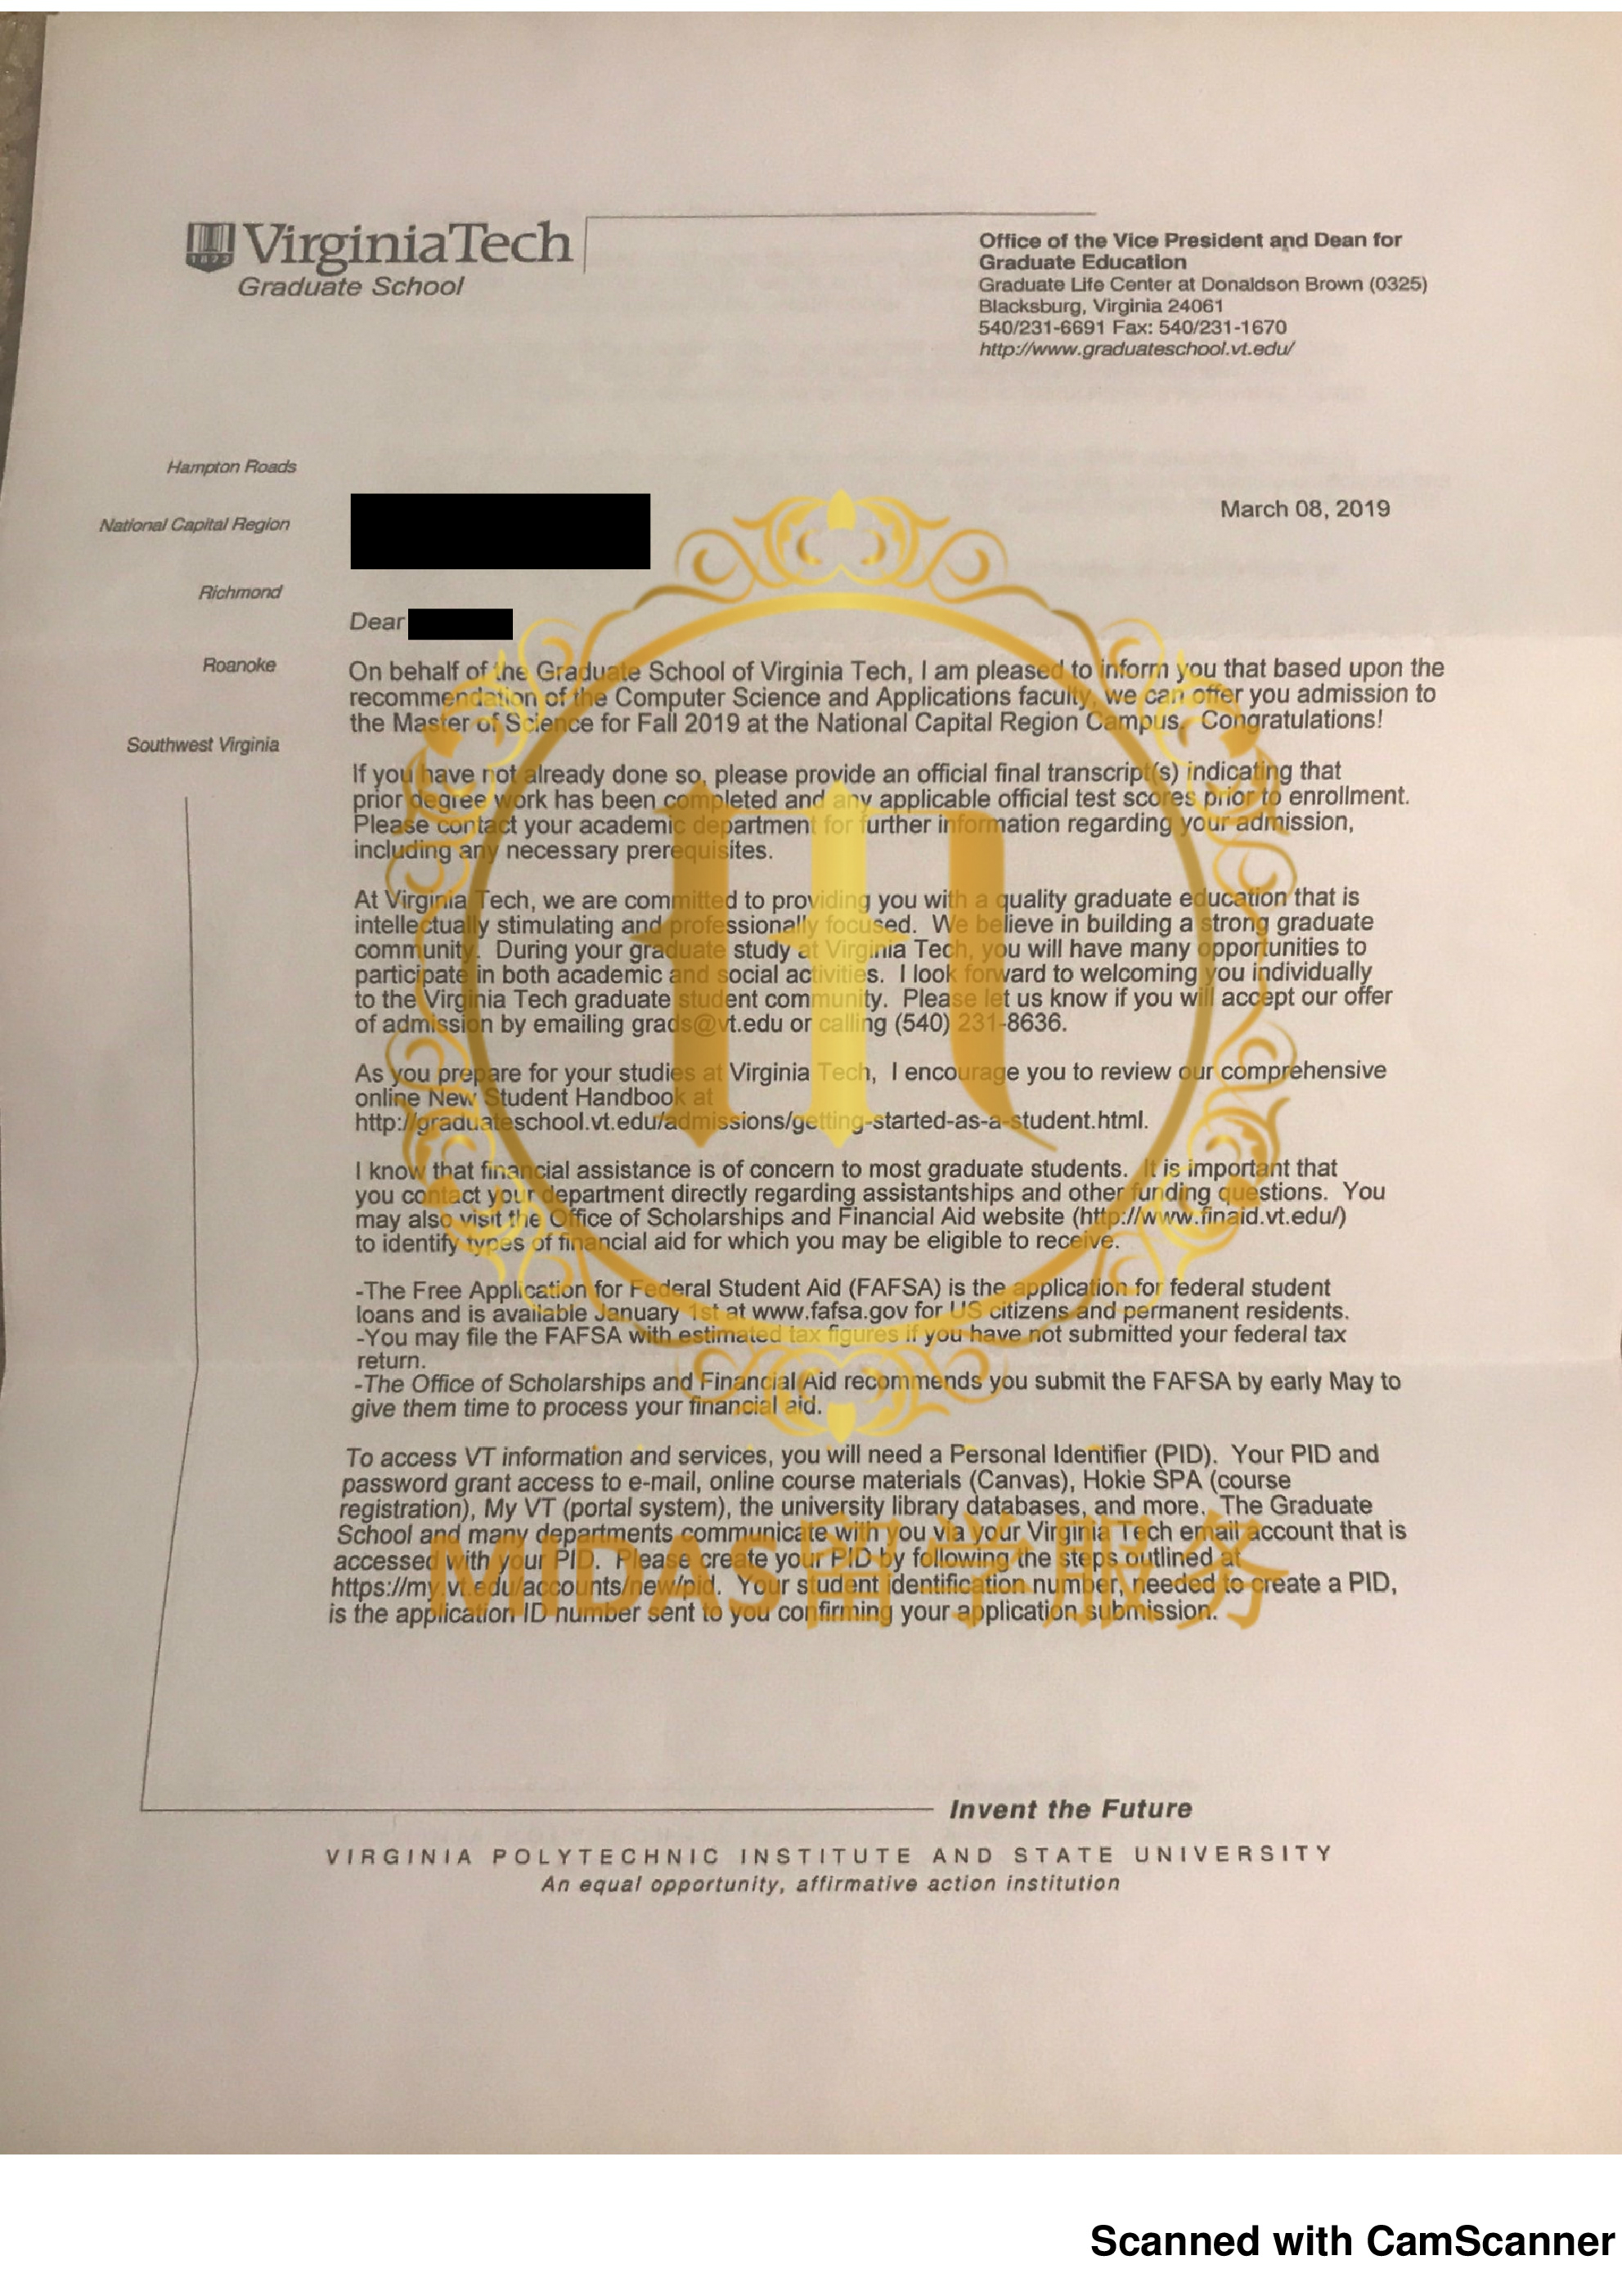 VirginiaTech
1872
Graduate School
Office of the Vice President and Dean for
Graduate Education
Graduate Life Center at Donaldson Brown (0325)
Blacksburg, Virginia 24061
540/231-6691 Fax: 540/231-1670
http://www.graduateschool.vt.edu/
Hampton Roads
National Capital Region
Richmond
Roanoke
Southwest Virginia
March 08, 2019
Dear
On behalf of the Graduate School of Virginia Tech, I am pleased to inform you that based upon the
recommendation of the Computer Science and Applications faculty, we can offer you admission to
the Master of Science for Fall 2019 at the National Capital Region Campus.  Congratulations!
If you have not already done so, please provide an official final transcript(s) indicating that
prior degree work has been completed and any applicable official test scores prior to enrollment.
Please contact your academic department for further information regarding your admission,
including any necessary prerequisites.
At Virginia Tech, we are committed to providing you with a quality graduate education that is
intellectually stimulating and professionally focused.  We believe in building a strong graduate
community.  During your graduate study at Virginia Tech, you will have many opportunities to
participate in both academic and social activities.  I look forward to welcoming you individually
to the Virginia Tech graduate student community.  Please let us know if you will accept our offer
of admission by emailing grads@vt.edu or calling (540) 231-8636.
As you prepare for your studies at Virginia Tech,  I encourage you to review our comprehensive
online New Student Handbook at
http://graduateschool.vt.edu/admissions/getting-started-as-a-student.html.
I know that financial assistance is of concern to most graduate students.  It is important that
you contact your department directly regarding assistantships and other funding questions.  You
may also visit the Office of Scholarships and Financial Aid website (http://www.finaid.vt.edu/)
to identify types of financial aid for which you may be eligible to receive.
-The Free Application for Federal Student Aid (FAFSA) is the application for federal student
loans and is available January 1st at www.fafsa.gov for US citizens and permanent residents.
-You may file the FAFSA with estimated tax figures if you have not submitted your federal tax
return.
-The Office of Scholarships and Financial Aid recommends you submit the FAFSA by early May to
give them time to process your financial aid.
To access VT information and services, you will need a Personal Identifier (PID).  Your PID and
password grant access to e-mail, online course materials (Canvas), Hokie SPA (course
registration), My VT (portal system), the university library databases, and more.  The Graduate
School and many departments communicate with you via your Virginia Tech email account that is
accessed with your PID.  Please create your PID by following the steps outlined at
https://my.vt.edu/accounts/new/pid.  Your student identification number, needed to create a PID,
is the application ID number sent to you confirming your application submission.
MIDAS留学服务
Invent the Future
VIRGINIA POLYTECHNIC INSTITUTE AND STATE UNIVERSITY
An equal opportunity, affirmative action institution
Scanned with CamScanner